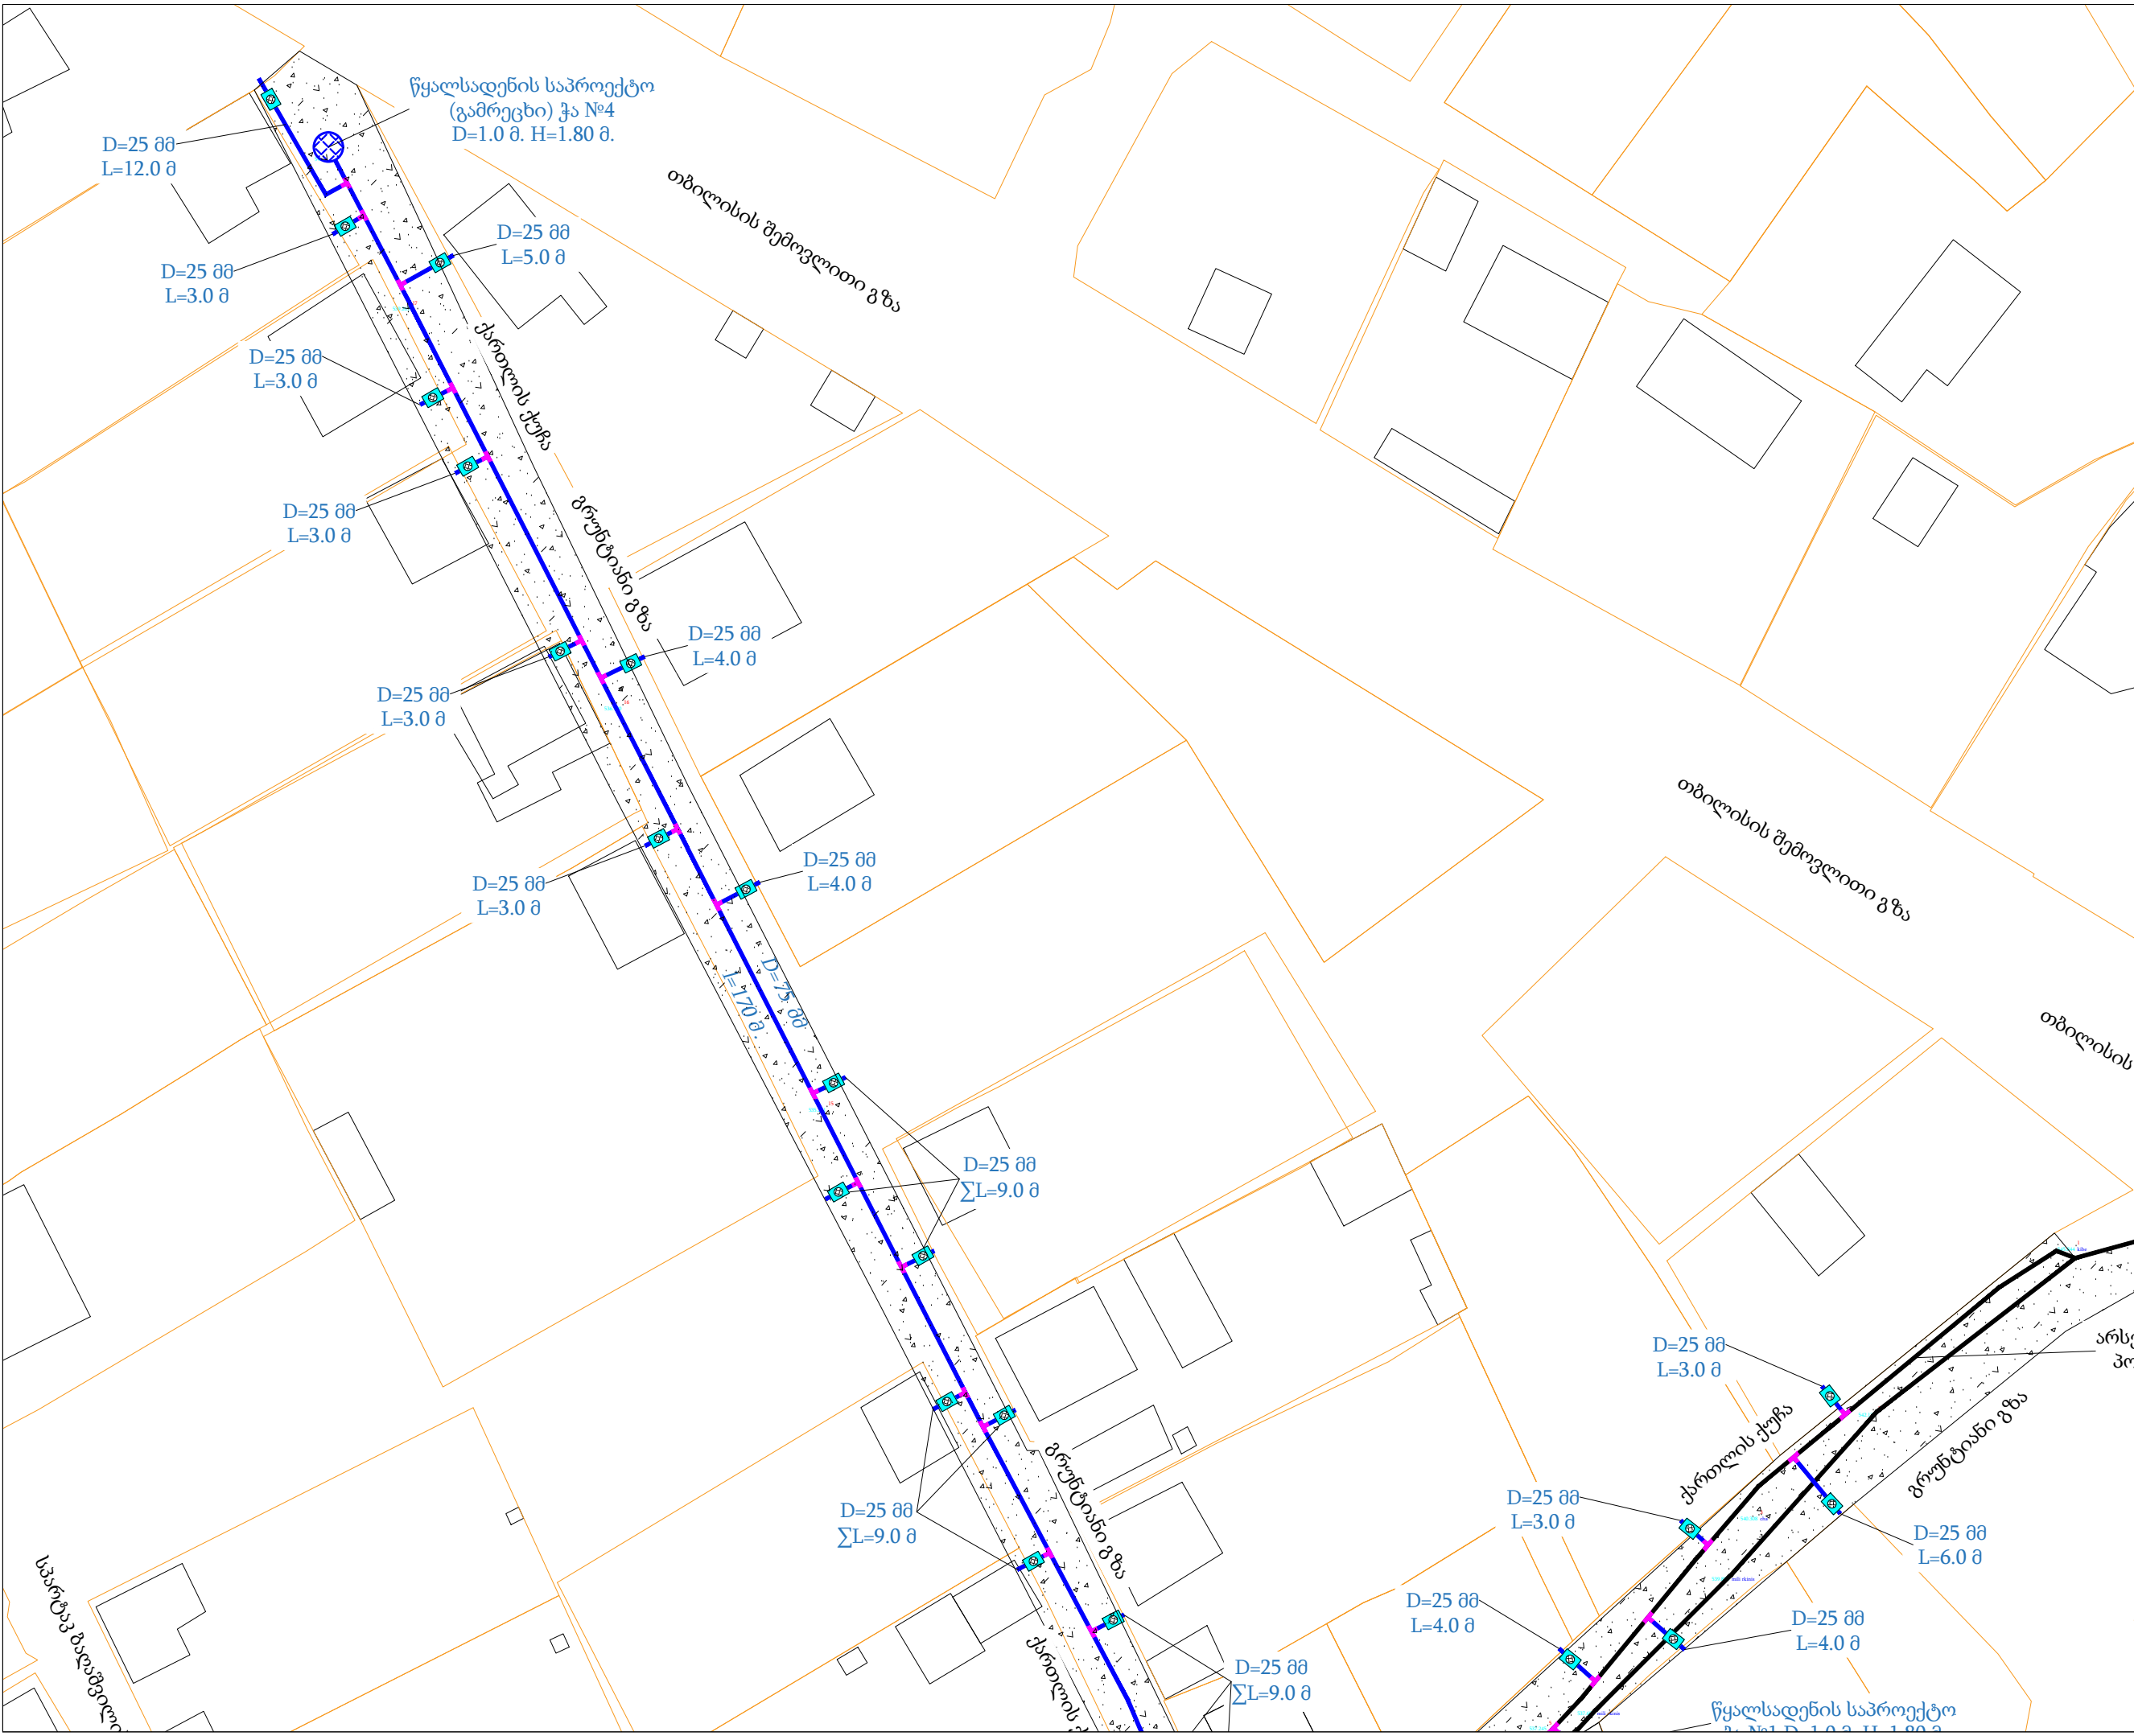 წყალსადენის საპროექტო
(გამრეცხი) ჭა №4
D=1.0 მ. H=1.80 მ.
D=25 მმ
L=12.0 მ
თბილისის შემოვლითი გზა
D=25 მმ
L=5.0 მ
D=25 მმ
L=3.0 მ
ქართლის ქუჩა
D=25 მმ
L=3.0 მ
D=25 მმ
L=3.0 მ
გრუნტიანი გზა
D=25 მმ
L=4.0 მ
D=25 მმ
L=3.0 მ
თბილისის შემოვლითი გზა
D=25 მმ
L=4.0 მ
D=25 მმ
L=3.0 მ
D=75 მმ
l=170 მ
თბილისის
D=25 მმ
∑L=9.0 მ
D=25 მმ
L=3.0 მ
ქართლის ქუჩა
გრუნტიანი გზა
გრუნტიანი გზა
D=25 მმ
L=3.0 მ
D=25 მმ
∑L=9.0 მ
D=25 მმ
L=6.0 მ
D=25 მმ
L=4.0 მ
D=25 მმ
L=4.0 მ
ქართლის
D=25 მმ
∑L=9.0 მ
სპარტაკ
წყალსადენის საპროექტო